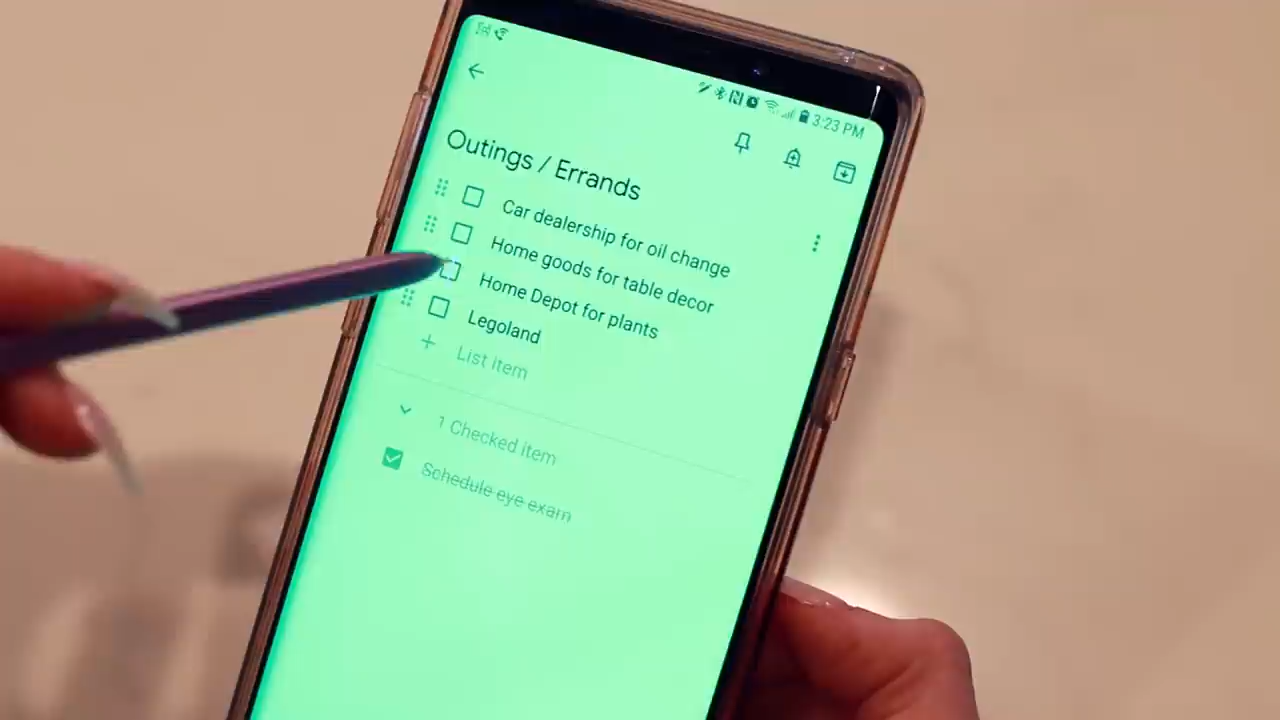 3:23 PM
Outings / Errands
Car dealership for oil change
Home goods for table decor
Home Depot for plants
Legoland
+ List item
1 Checked item
Schedule eye exam